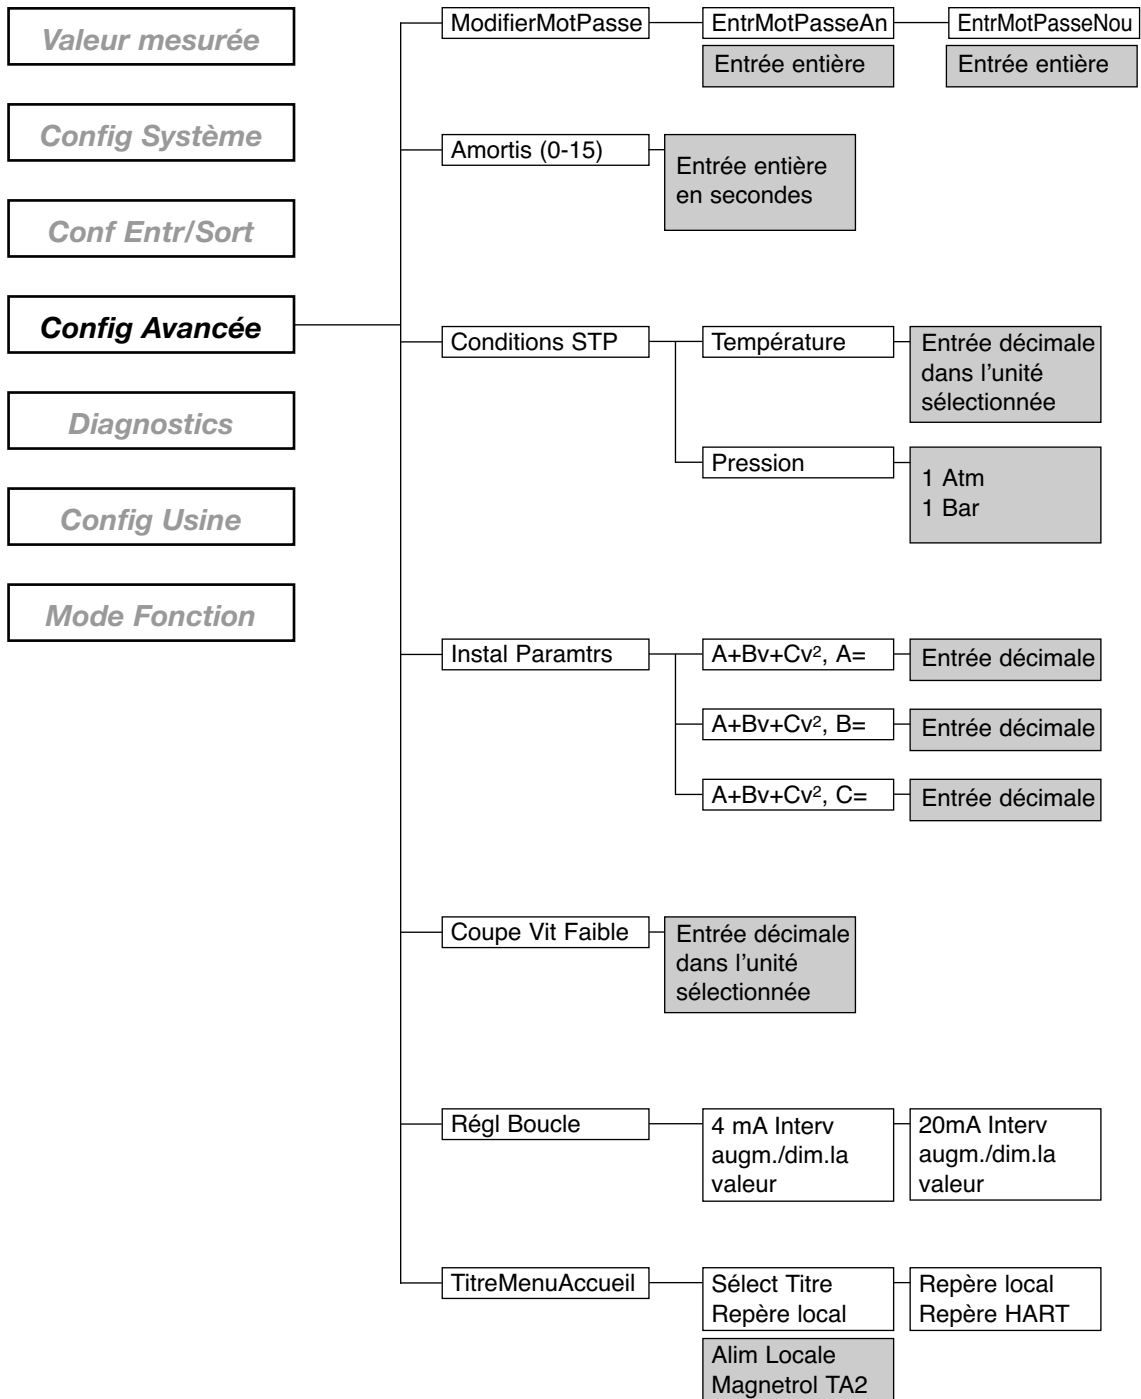 Valeur mesurée
Config Système
Conf Entr/Sort
Config Avancée
Diagnostics
Config Usine
Mode Fonction
ModifierMotPasse
EntrMotPasseAn
Entrée entière
EntrMotPasseNou
Entrée entière
Amortis (0-15)
Entrée entière
en secondes
Conditions STP
Température
Entrée décimale
dans l'unité
sélectionnée
Pression
1 Atm
1 Bar
Instal Paramtrs
A+Bv+Cv², A=
Entrée décimale
A+Bv+Cv², B=
Entrée décimale
A+Bv+Cv², C=
Entrée décimale
Coupe Vit Faible
Entrée décimale
dans l'unité
sélectionnée
Régl Boucle
4 mA Interv
augm./dim.la
valeur
20mA Interv
augm./dim.la
valeur
TitreMenuAccueil
Sélect Titre
Repère local
Repère local
Repère HART
Alim Locale
Magnetrol TA2